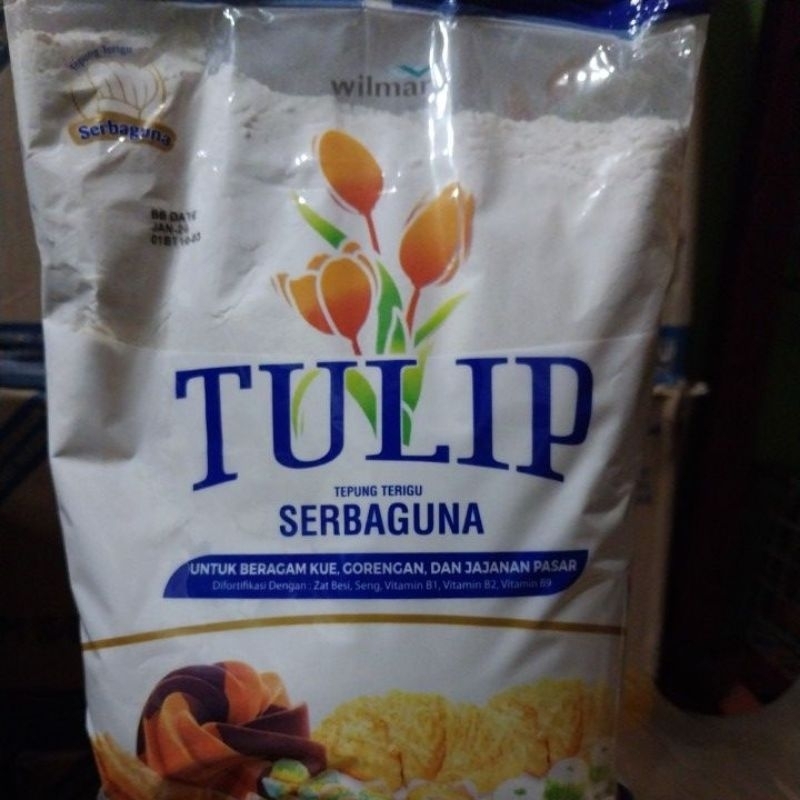 wilmar
Tepung Terigu
Serbaguna
BB DATE
JAN-24
TULIP
TEPUNG TERIGU
SERBAGUNA
UNTUK BERAGAM KUE, GORENGAN, DAN JAJANAN PASAR
Difortifikasi Dengan : Zat Besi, Seng, Vitamin B1, Vitamin B2, Vitamin B9